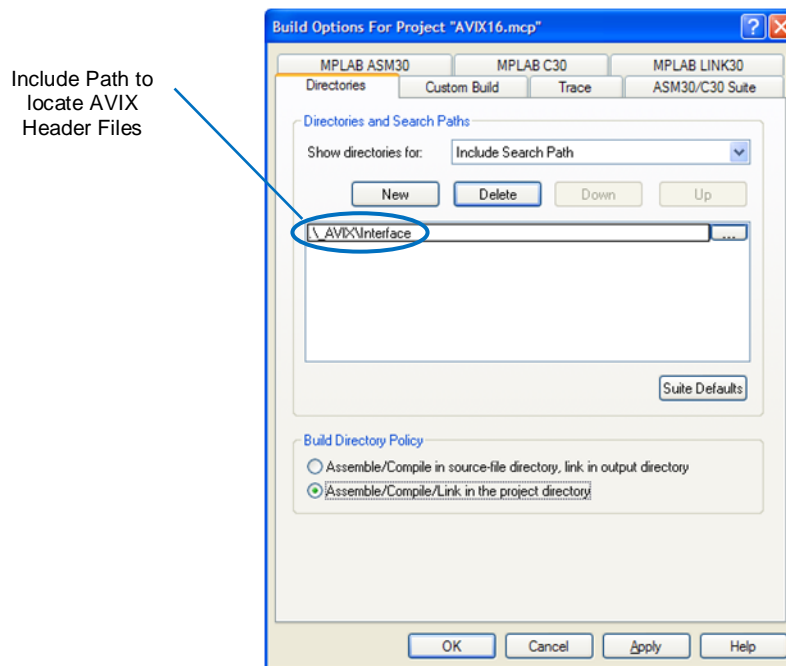 Build Options For Project "AVIX16.mcp"
MPLAB ASM30 MPLAB C30 MPLAB LINK30
Directories Custom Build Trace ASM30/C30 Suite
Include Path to
locate AVIX
Header Files
Directories and Search Paths
Show directories for: Include Search Path
New Delete Down Up
.\_AVIX\Interface ...
Suite Defaults
Build Directory Policy
Assemble/Compile in source-file directory, link in output directory
Assemble/Compile/Link in the project directory
OK Cancel Apply Help